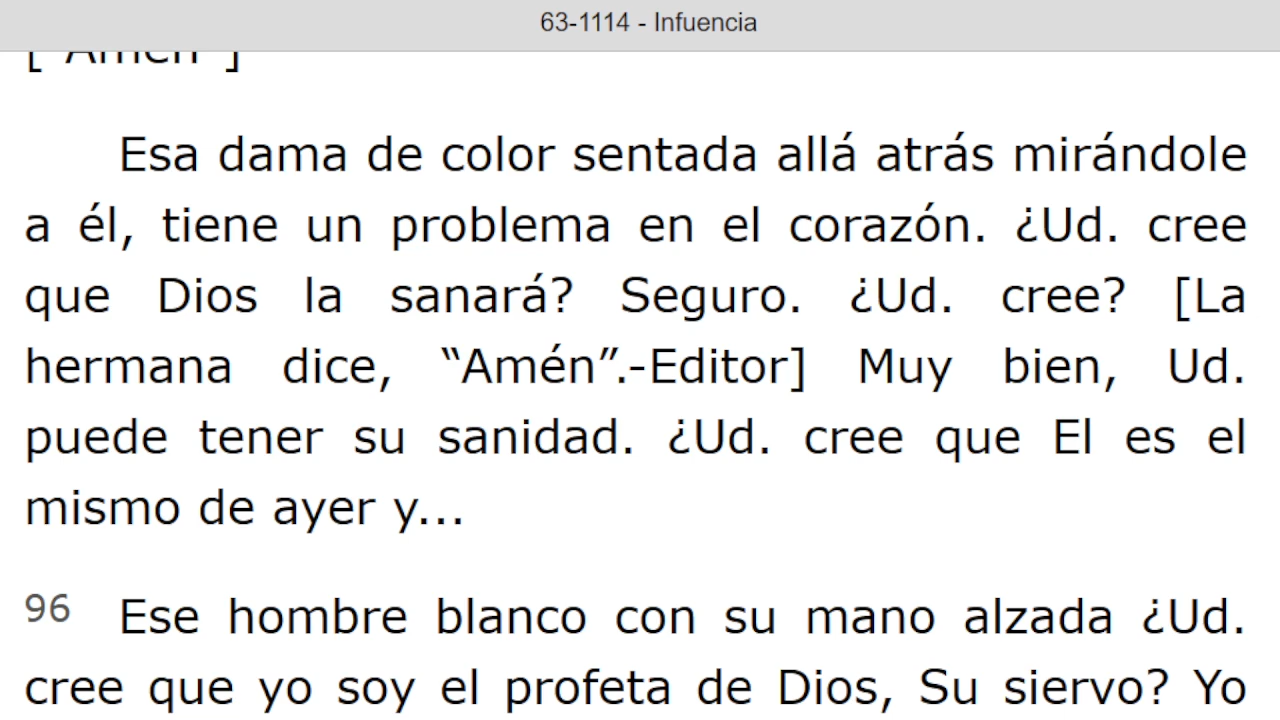 63-1114 - Infuencia
[“Amén”]
Esa dama de color sentada allá atrás mirándole
a él, tiene un problema en el corazón. ¿Ud. cree
que Dios la sanará? Seguro. ¿Ud. cree? [La
hermana dice, “Amén”.-Editor] Muy bien, Ud.
puede tener su sanidad. ¿Ud. cree que El es el
mismo de ayer y...
96 Ese hombre blanco con su mano alzada ¿Ud.
cree que yo soy el profeta de Dios, Su siervo? Yo